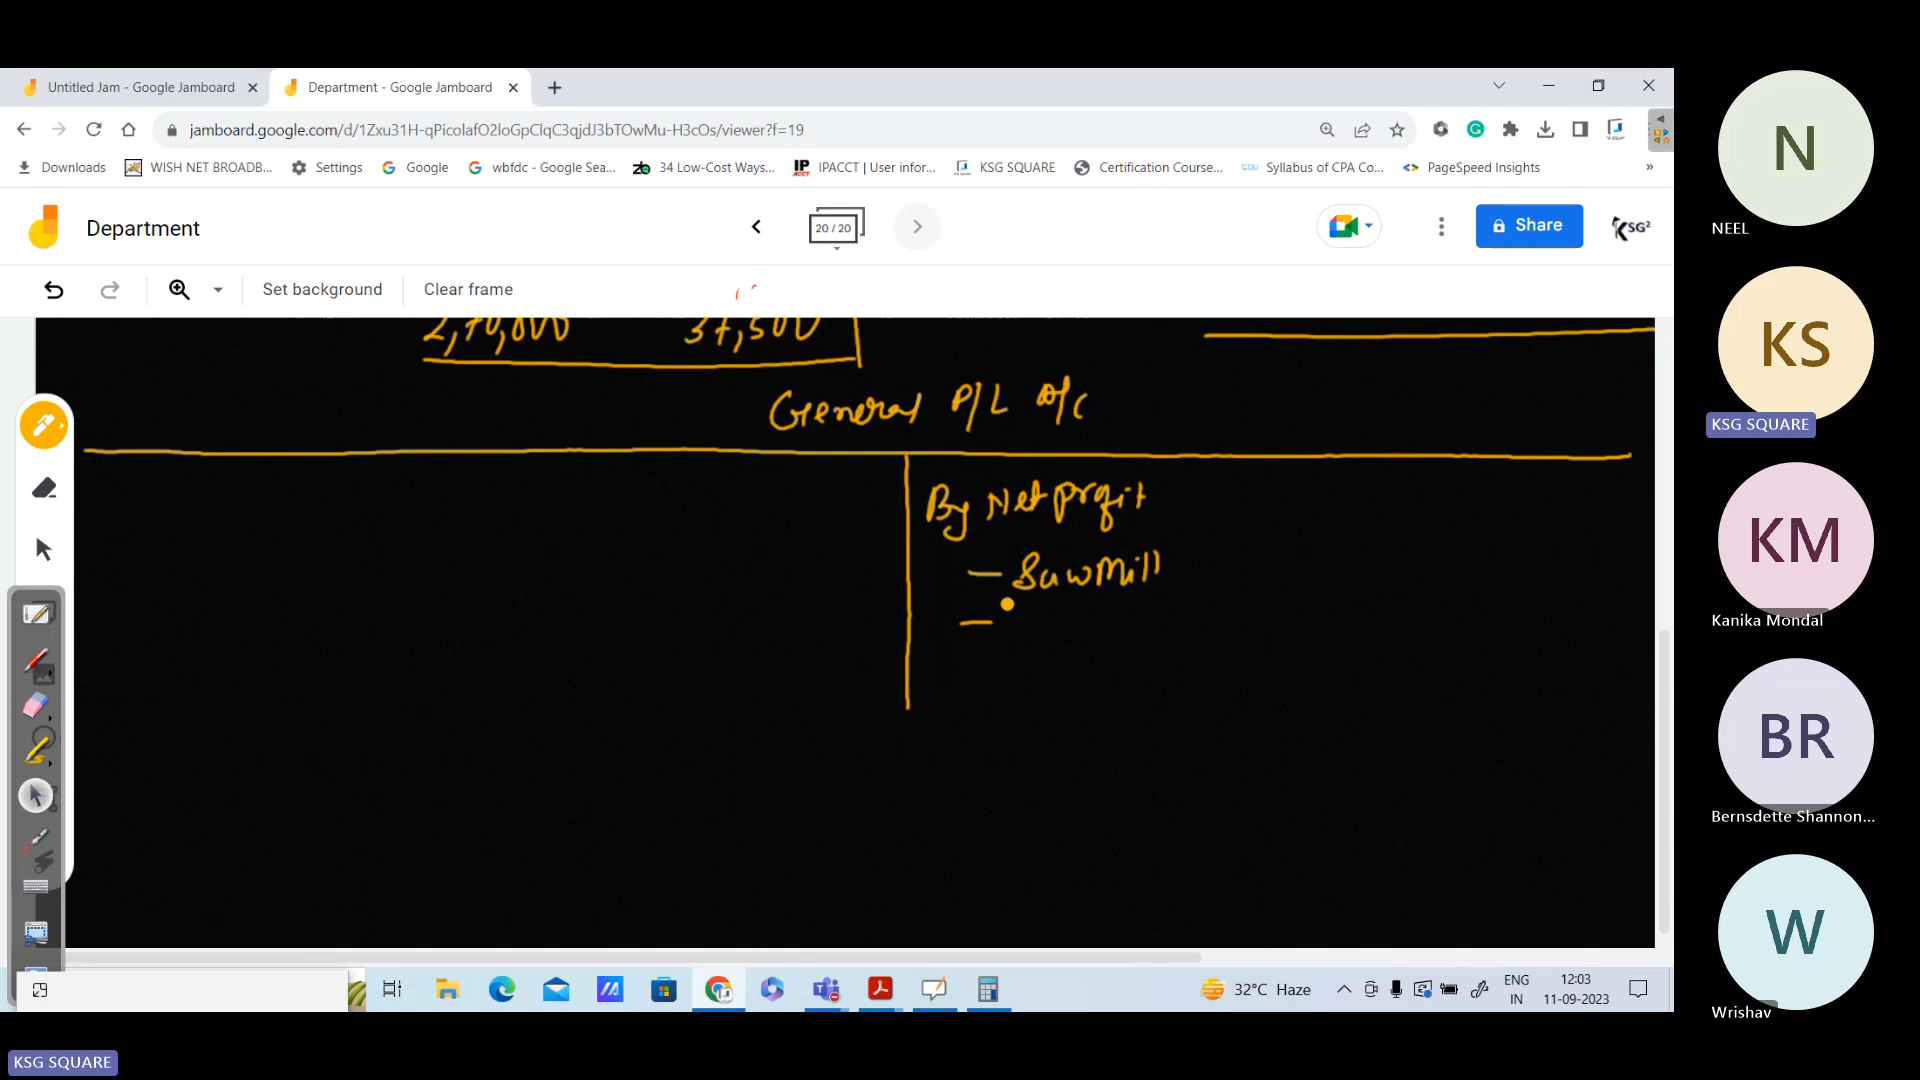 Untitled Jam - Google Jamboard
Department - Google Jamboard
jamboard.google.com/d/1Zxu31H-qPicolafO2loGpClqC3qjdJ3bTOwMu-H3cOs/viewer?f=19
Downloads
WISH NET BROADB...
Settings
Google
wbfdc - Google Sea...
34 Low-Cost Ways...
IPACCT | User infor...
KSG SQUARE
Certification Course...
Syllabus of CPA Co...
PageSpeed Insights
»
Department
20 / 20
Share
KSG²
Set background
Clear frame
2,70,000 37,500
General P/L A/c
By Net profit
— Saw Mill
—
32°C Haze
ENG
IN
12:03
11-09-2023
N
NEEL
KS
KSG SQUARE
KM
Kanika Mondal
BR
Bernsdette Shannon...
W
Wrishav
KSG SQUARE